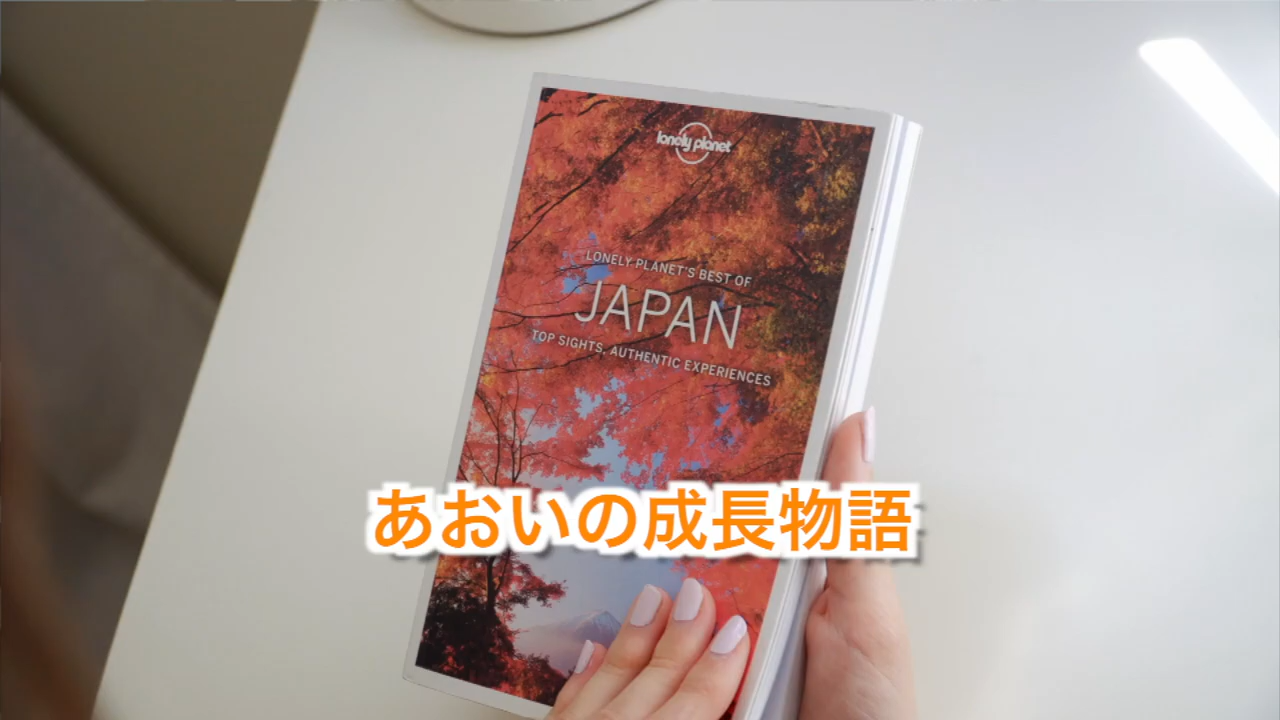 lonely planet
LONELY PLANET'S BEST OF
JAPAN
TOP SIGHTS, AUTHENTIC EXPERIENCES
あおいの成長物語